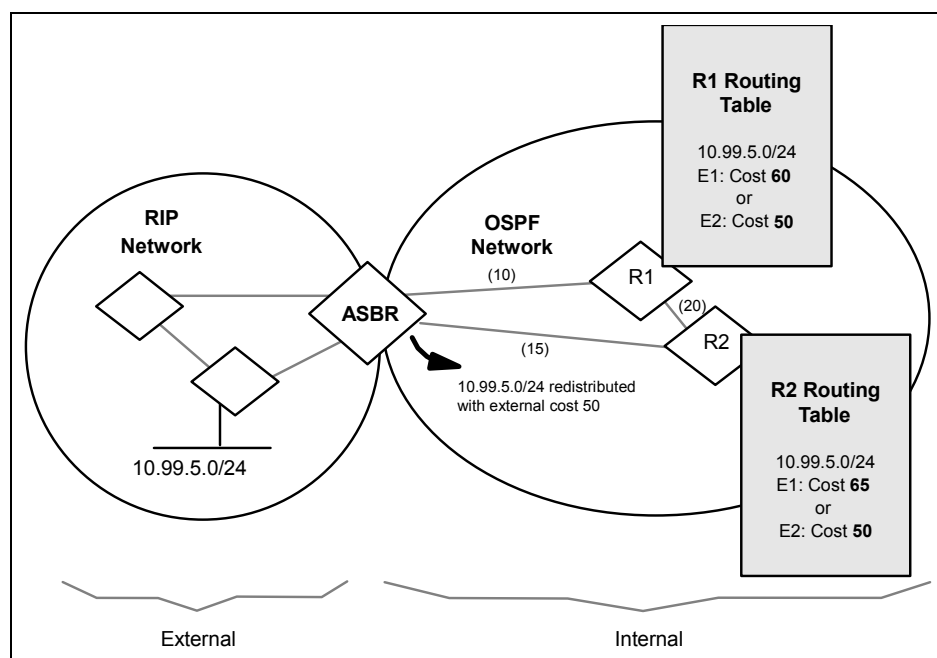 R1 Routing
Table
10.99.5.0/24
E1: Cost 60
or
E2: Cost 50
RIP
Network
OSPF
Network
(10)
R1
(20)
ASBR
R2
(15)
10.99.5.0/24 redistributed
with external cost 50
R2 Routing
Table
10.99.5.0/24
E1: Cost 65
or
E2: Cost 50
10.99.5.0/24
External
Internal